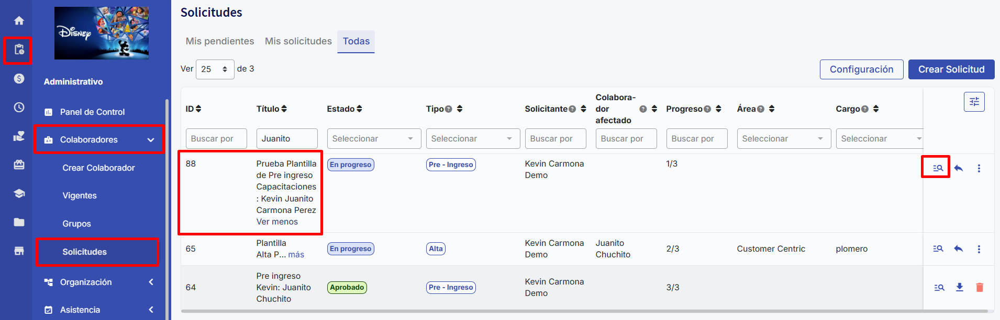 Disney
Administrativo
Panel de Control
Colaboradores
Crear Colaborador
Vigentes
Grupos
Solicitudes
Organización
Asistencia
Solicitudes
Mis pendientes Mis solicitudes Todas
Ver 25 de 3
Configuración Crear Solicitud
ID Título Estado Tipo Solicitante Colabora-
dor
afectado Progreso Área Cargo
Buscar por Juanito Seleccionar Seleccionar Buscar por Buscar por Buscar por Seleccionar Seleccionar
88 Prueba Plantilla
de Pre ingreso
Capacitaciones
: Kevin Juanito
Carmona Perez
Ver menos
En progreso Pre - Ingreso Kevin Carmona
Demo
1/3
65 Plantilla
Alta P... más
En progreso Alta Kevin Carmona
Demo
Juanito
Chuchito
2/3 Customer Centric plomero
64 Pre ingreso
Kevin: Juanito
Chuchito
Aprobado Pre - Ingreso Kevin Carmona
Demo
3/3